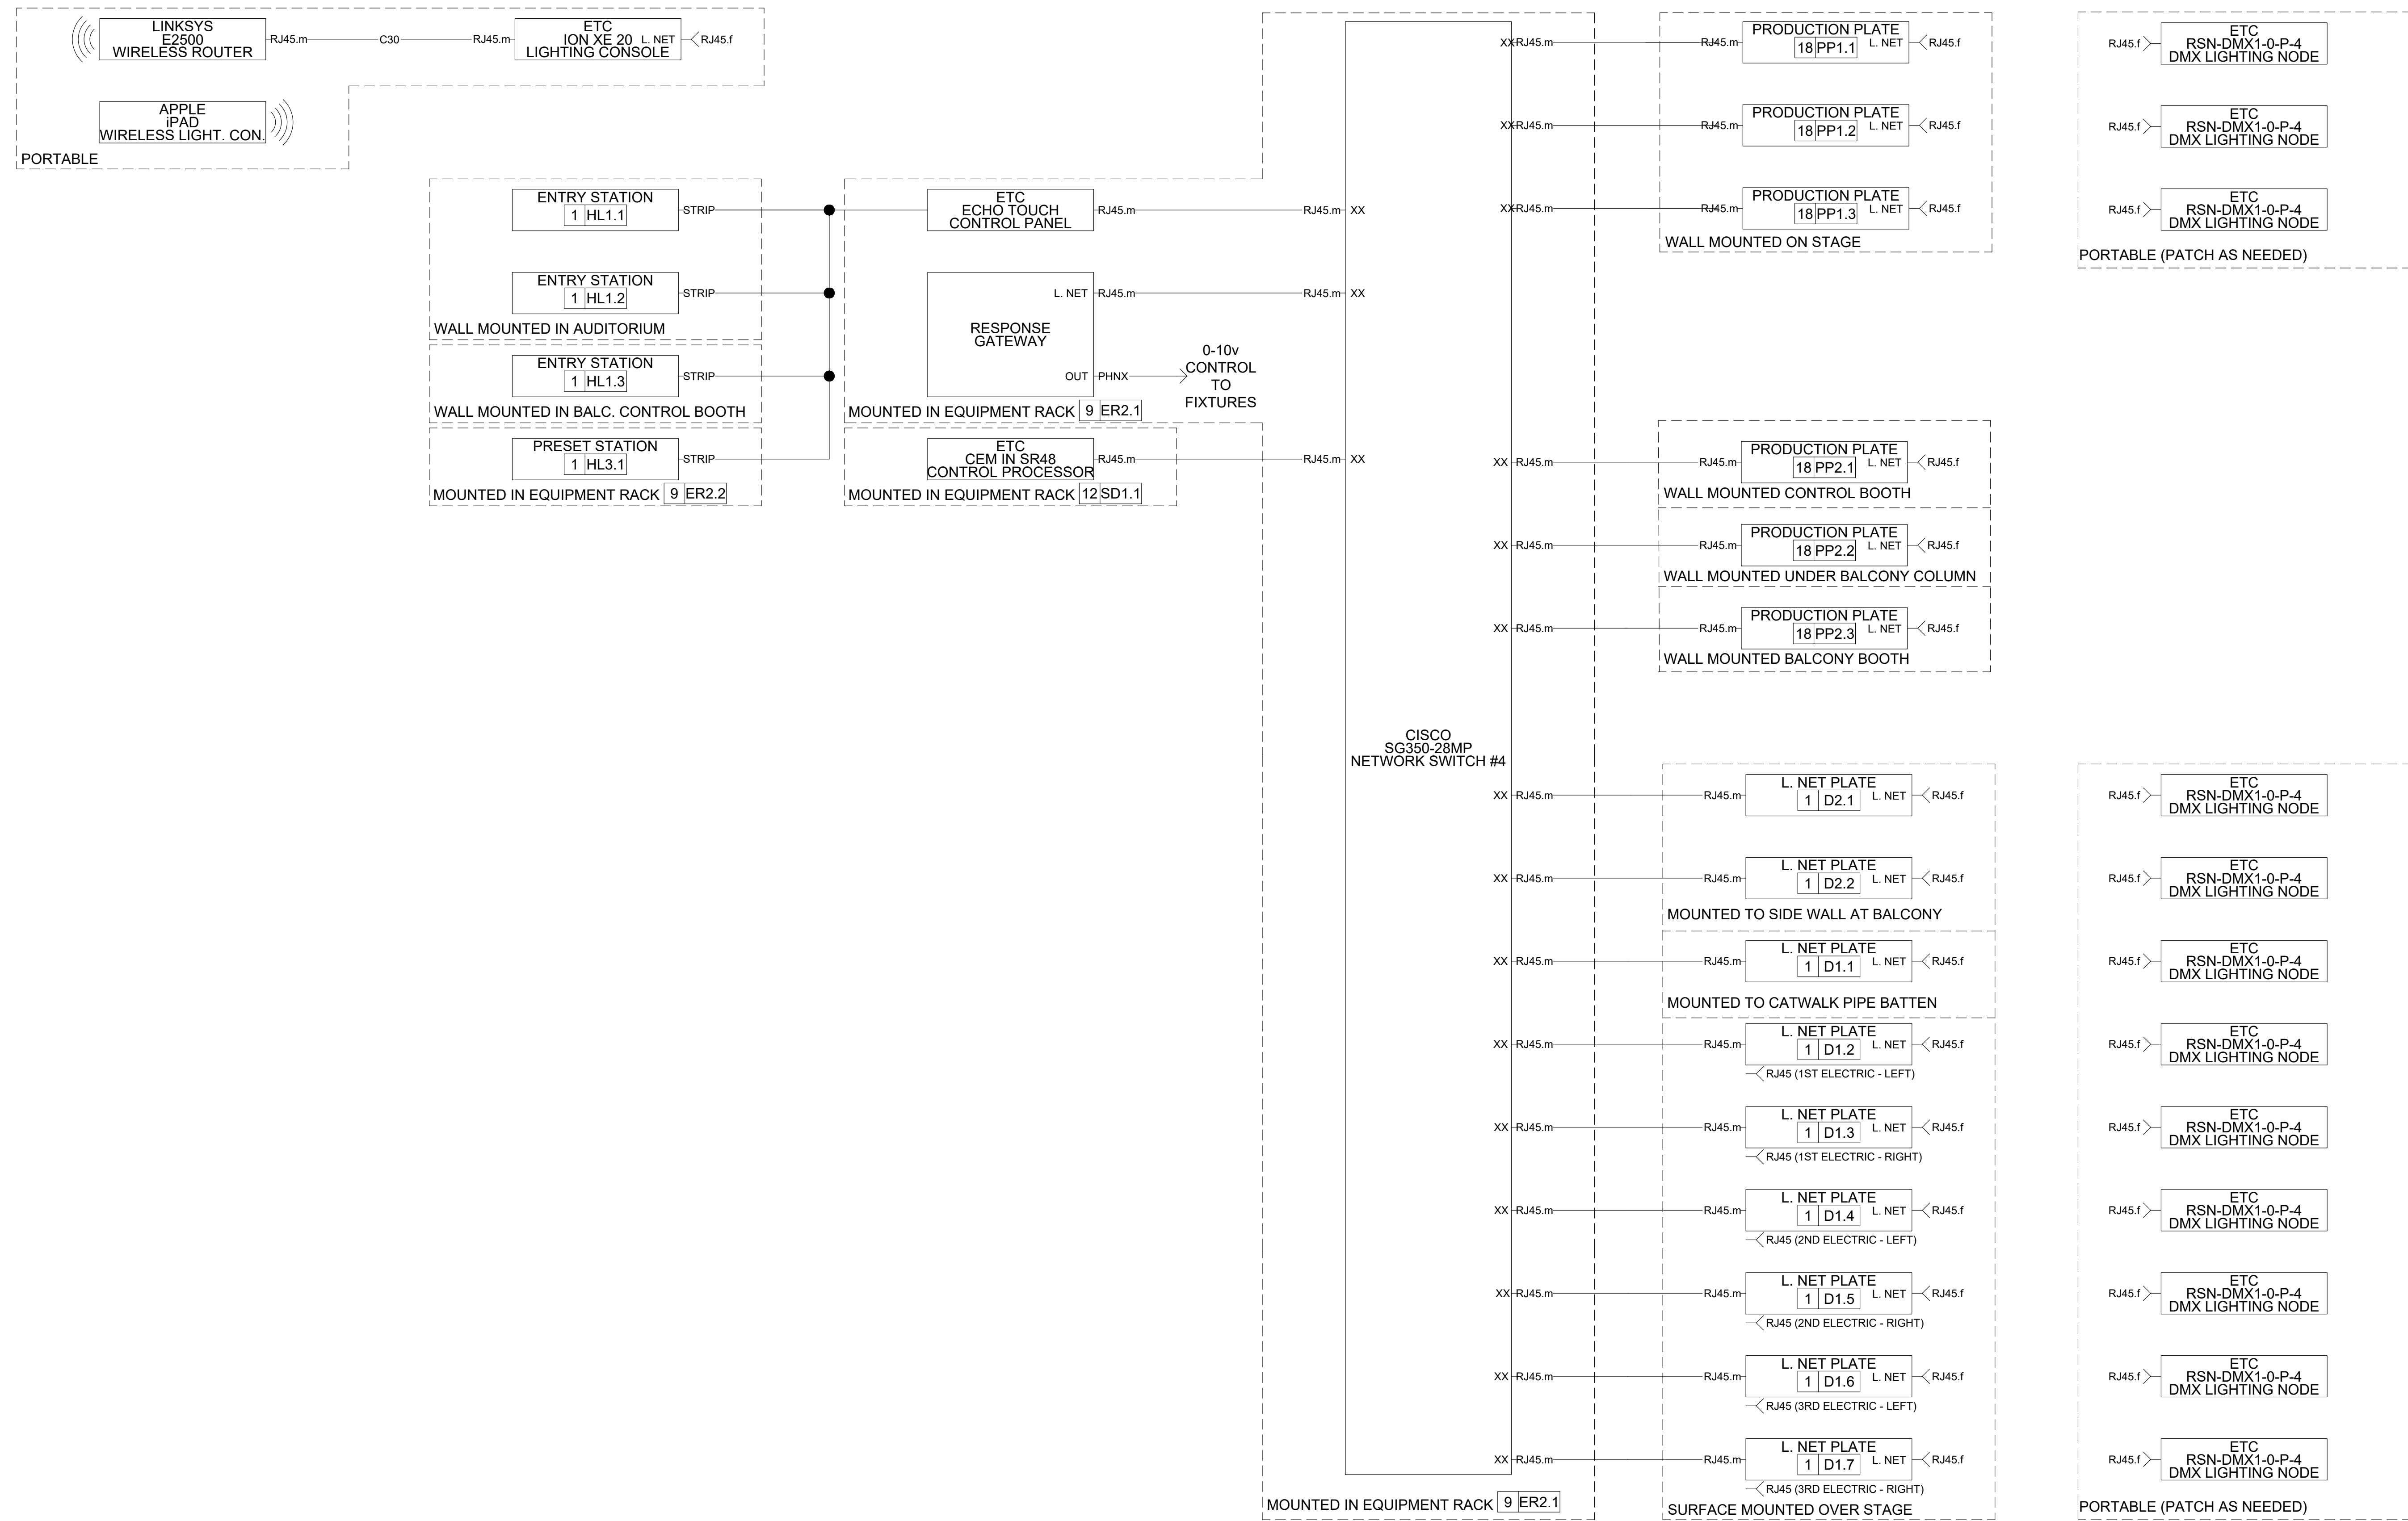 LINKSYS
E2500
WIRELESS ROUTER
RJ45.m
C30
RJ45.m
ETC
ION XE 20 L. NET
LIGHTING CONSOLE
RJ45.f
APPLE
iPAD
WIRELESS LIGHT. CON.
PORTABLE
ENTRY STATION
1 HL1.1
STRIP
ENTRY STATION
1 HL1.2
STRIP
WALL MOUNTED IN AUDITORIUM
ENTRY STATION
1 HL1.3
STRIP
WALL MOUNTED IN BALC. CONTROL BOOTH
PRESET STATION
1 HL3.1
STRIP
MOUNTED IN EQUIPMENT RACK 9 ER2.2
ETC
ECHO TOUCH
CONTROL PANEL
RJ45.m
RJ45.m
XX
L. NET
RJ45.m
RJ45.m
XX
RESPONSE
GATEWAY
OUT
PHNX
0-10v
CONTROL
TO
FIXTURES
MOUNTED IN EQUIPMENT RACK 9 ER2.1
ETC
CEM IN SR48
CONTROL PROCESSOR
RJ45.m
RJ45.m
XX
MOUNTED IN EQUIPMENT RACK 12 SD1.1
CISCO
SG350-28MP
NETWORK SWITCH #4
MOUNTED IN EQUIPMENT RACK 9 ER2.1
XX RJ45.m
RJ45.m
PRODUCTION PLATE
18 PP1.1 L. NET
RJ45.f
XX RJ45.m
RJ45.m
PRODUCTION PLATE
18 PP1.2 L. NET
RJ45.f
XX RJ45.m
RJ45.m
PRODUCTION PLATE
18 PP1.3 L. NET
RJ45.f
WALL MOUNTED ON STAGE
XX RJ45.m
RJ45.m
PRODUCTION PLATE
18 PP2.1 L. NET
RJ45.f
WALL MOUNTED CONTROL BOOTH
XX RJ45.m
RJ45.m
PRODUCTION PLATE
18 PP2.2 L. NET
RJ45.f
WALL MOUNTED UNDER BALCONY COLUMN
XX RJ45.m
RJ45.m
PRODUCTION PLATE
18 PP2.3 L. NET
RJ45.f
WALL MOUNTED BALCONY BOOTH
XX RJ45.m
RJ45.m
L. NET PLATE
1 D2.1 L. NET
RJ45.f
XX RJ45.m
RJ45.m
L. NET PLATE
1 D2.2 L. NET
RJ45.f
MOUNTED TO SIDE WALL AT BALCONY
XX RJ45.m
RJ45.m
L. NET PLATE
1 D1.1 L. NET
RJ45.f
MOUNTED TO CATWALK PIPE BATTEN
XX RJ45.m
RJ45.m
L. NET PLATE
1 D1.2 L. NET
RJ45.f
RJ45 (1ST ELECTRIC - LEFT)
XX RJ45.m
RJ45.m
L. NET PLATE
1 D1.3 L. NET
RJ45.f
RJ45 (1ST ELECTRIC - RIGHT)
XX RJ45.m
RJ45.m
L. NET PLATE
1 D1.4 L. NET
RJ45.f
RJ45 (2ND ELECTRIC - LEFT)
XX RJ45.m
RJ45.m
L. NET PLATE
1 D1.5 L. NET
RJ45.f
RJ45 (2ND ELECTRIC - RIGHT)
XX RJ45.m
RJ45.m
L. NET PLATE
1 D1.6 L. NET
RJ45.f
RJ45 (3RD ELECTRIC - LEFT)
XX RJ45.m
RJ45.m
L. NET PLATE
1 D1.7 L. NET
RJ45.f
RJ45 (3RD ELECTRIC - RIGHT)
SURFACE MOUNTED OVER STAGE
RJ45.f
ETC
RSN-DMX1-0-P-4
DMX LIGHTING NODE
RJ45.f
ETC
RSN-DMX1-0-P-4
DMX LIGHTING NODE
RJ45.f
ETC
RSN-DMX1-0-P-4
DMX LIGHTING NODE
PORTABLE (PATCH AS NEEDED)
RJ45.f
ETC
RSN-DMX1-0-P-4
DMX LIGHTING NODE
RJ45.f
ETC
RSN-DMX1-0-P-4
DMX LIGHTING NODE
RJ45.f
ETC
RSN-DMX1-0-P-4
DMX LIGHTING NODE
RJ45.f
ETC
RSN-DMX1-0-P-4
DMX LIGHTING NODE
RJ45.f
ETC
RSN-DMX1-0-P-4
DMX LIGHTING NODE
RJ45.f
ETC
RSN-DMX1-0-P-4
DMX LIGHTING NODE
RJ45.f
ETC
RSN-DMX1-0-P-4
DMX LIGHTING NODE
RJ45.f
ETC
RSN-DMX1-0-P-4
DMX LIGHTING NODE
RJ45.f
ETC
RSN-DMX1-0-P-4
DMX LIGHTING NODE
PORTABLE (PATCH AS NEEDED)